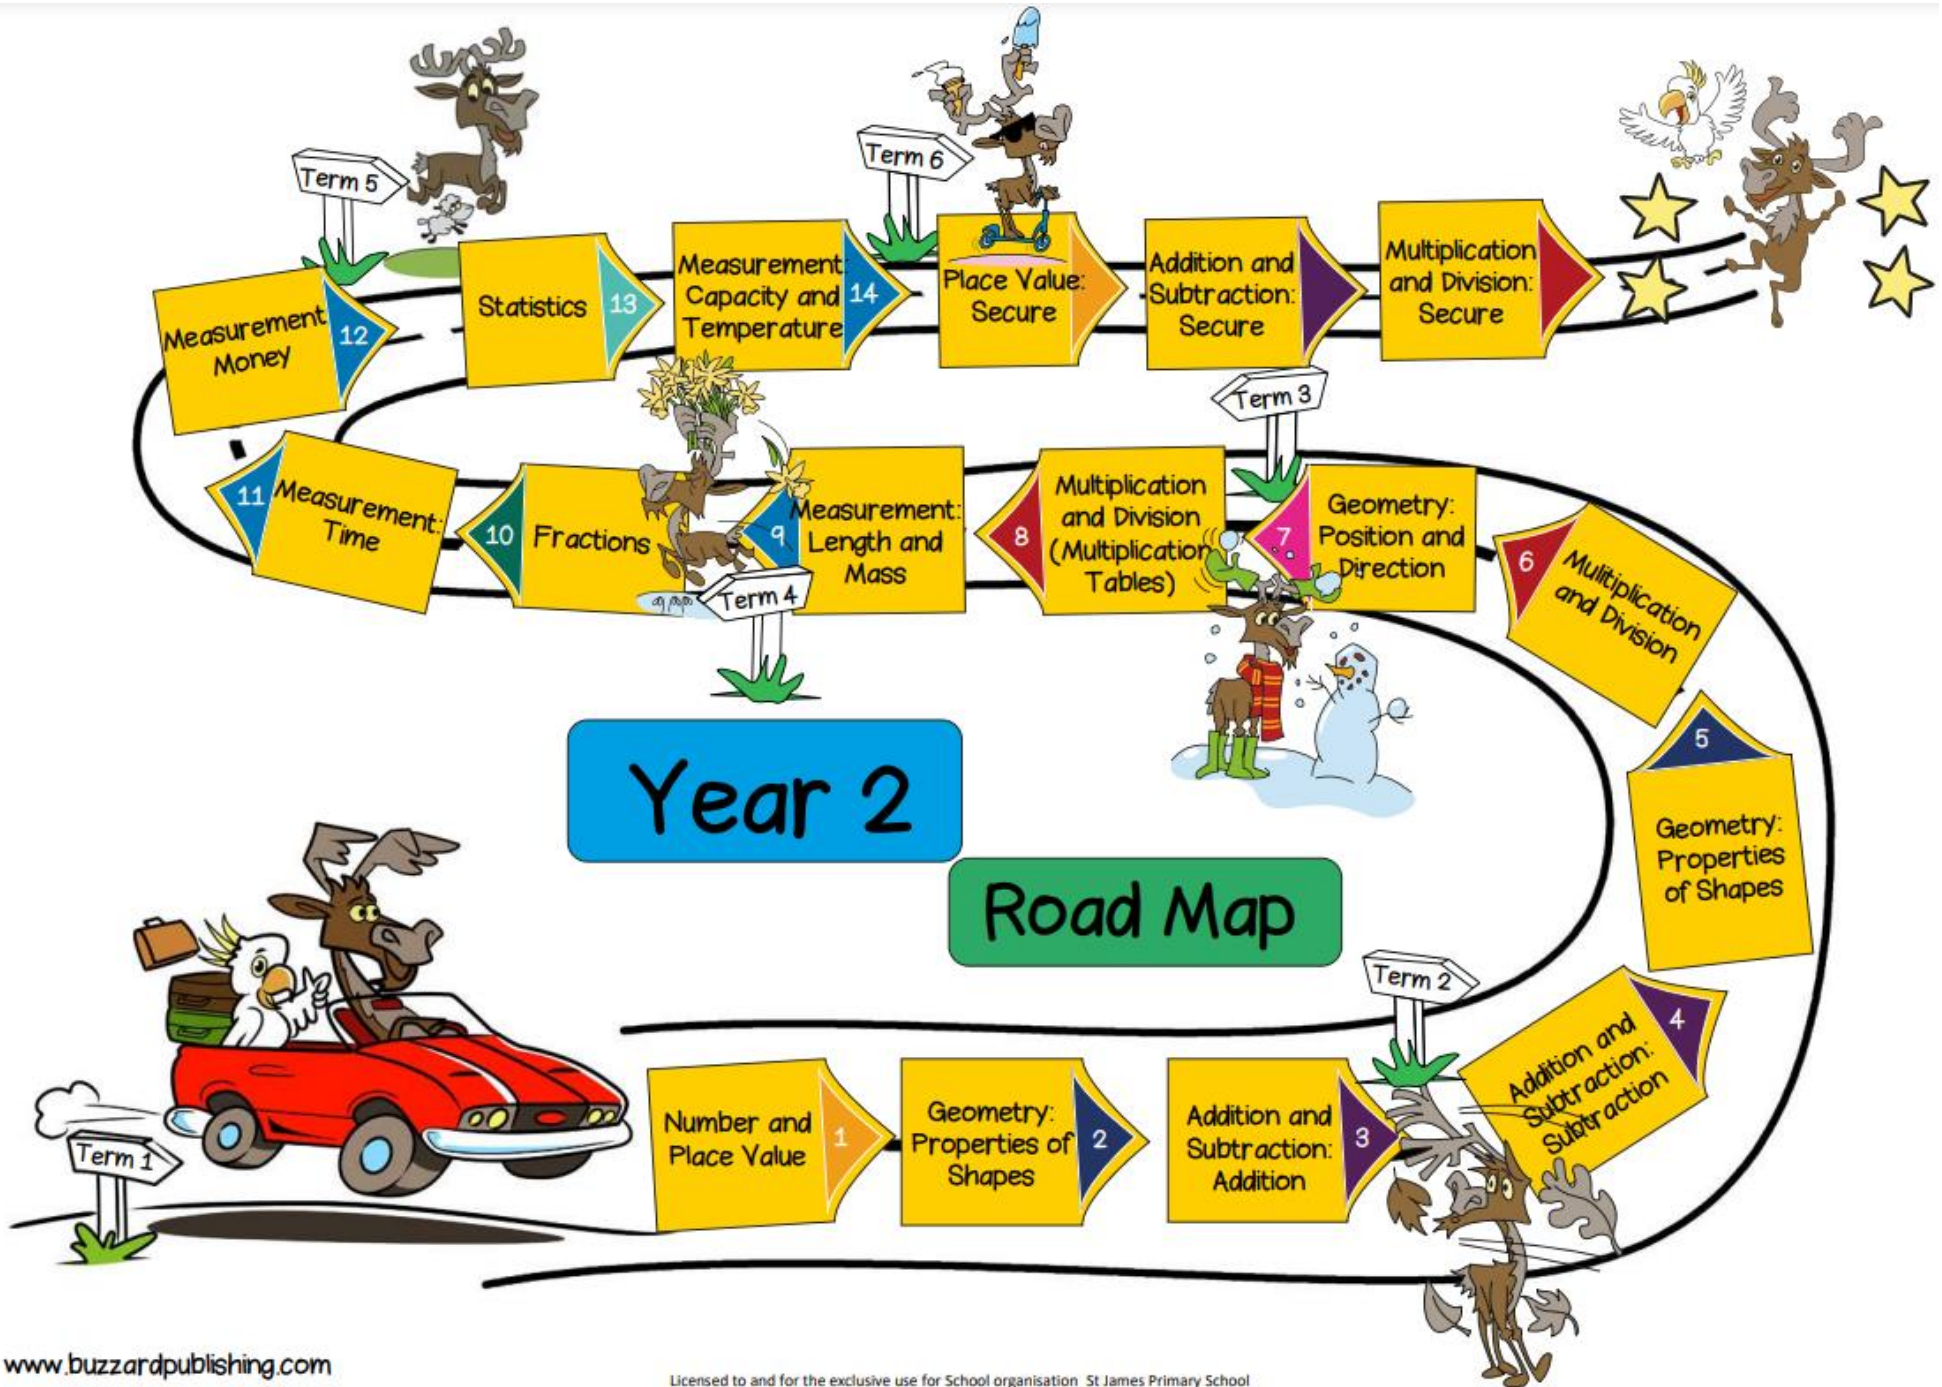 Term 1
Number and
Place Value
1
Geometry:
Properties of
Shapes
2
Addition and
Subtraction:
Addition
3
Term 2
Addition and
Subtraction:
Subtraction
4
Geometry:
Properties
of Shapes
5
Mulitiplication
and Division
6
Geometry:
Position and
Direction
7
Term 3
Multiplication
and Division
(Multiplication
Tables)
8
Measurement:
Length and
Mass
9
Term 4
Fractions
10
Measurement:
Time
11
Measurement
Money
12
Term 5
Statistics
13
Measurement:
Capacity and
Temperature
14
Term 6
Place Value:
Secure
Addition and
Subtraction:
Secure
Multiplication
and Division:
Secure
Year 2
Road Map
www.buzzardpublishing.com
Licensed to and for the exclusive use for School organisation St James Primary School